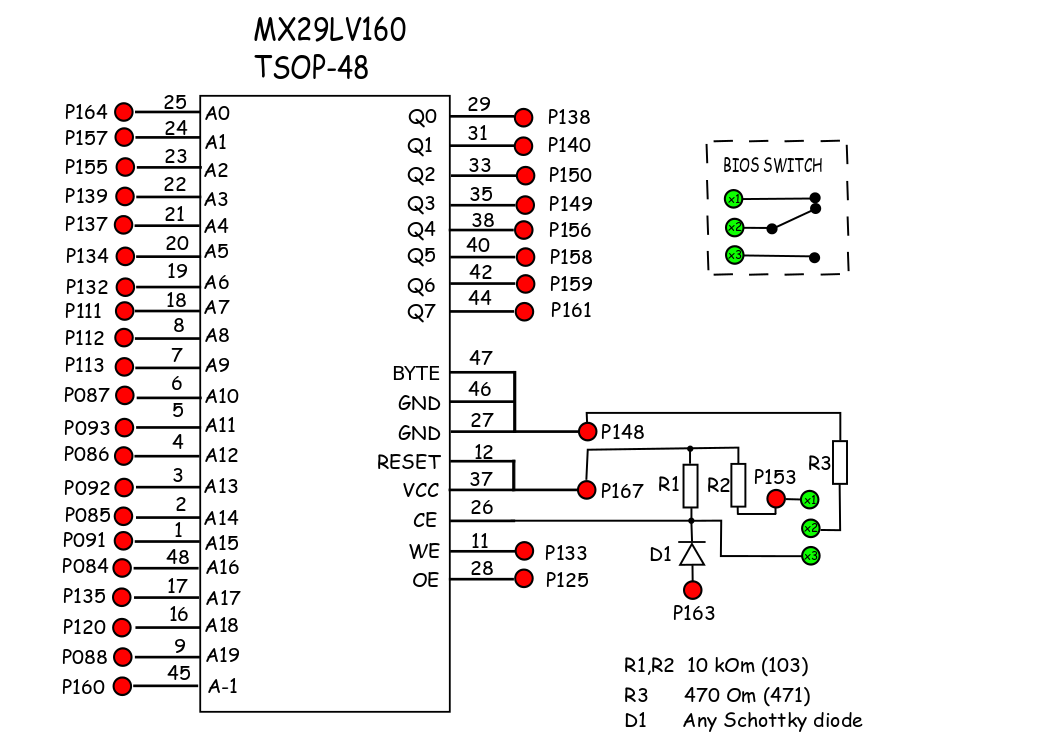 MX29LV160
TSOP-48
P164 25 A0
P157 24 A1
P155 23 A2
P139 22 A3
P137 21 A4
P134 20 A5
P132 19 A6
P111 18 A7
P112 8 A8
P113 7 A9
P087 6 A10
P093 5 A11
P086 4 A12
P092 3 A13
P085 2 A14
P091 1 A15
P084 48 A16
P135 17 A17
P120 16 A18
P088 9 A19
P160 45 A-1
Q0 29 P138
Q1 31 P140
Q2 33 P150
Q3 35 P149
Q4 38 P156
Q5 40 P158
Q6 42 P159
Q7 44 P161
BYTE 47
GND 46
GND 27 P148
RESET 12
VCC 37 P167
CE 26
WE 11 P133
OE 28 P125
BIOS SWITCH
x1
x2
x3
R1 R2 P153 R3
x1
x2
x3
D1
P163
R1,R2 10 kOm (103)
R3 470 Om (471)
D1 Any Schottky diode